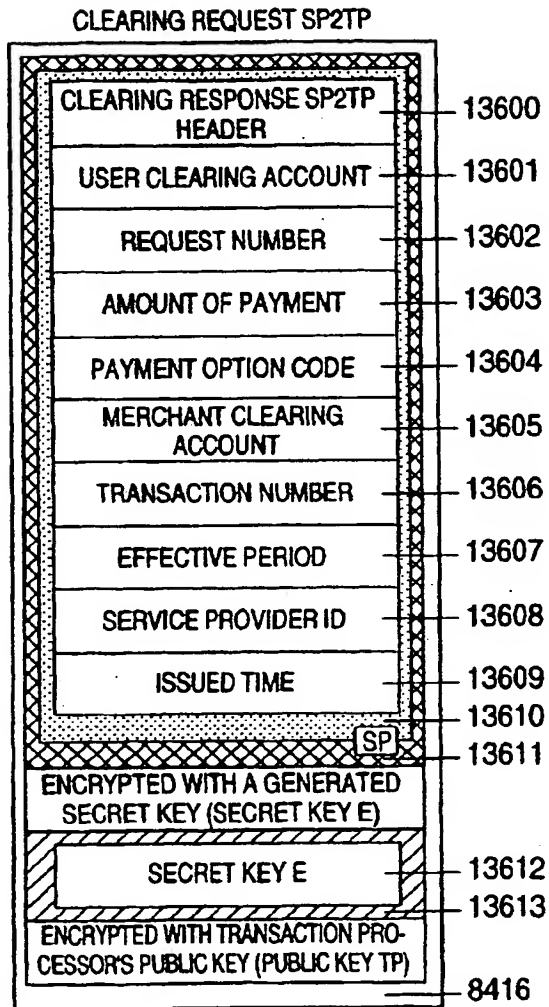 CLEARING REQUEST SP2TP
CLEARING RESPONSE SP2TP
HEADER
13600
USER CLEARING ACCOUNT
13601
REQUEST NUMBER
13602
AMOUNT OF PAYMENT
13603
PAYMENT OPTION CODE
13604
MERCHANT CLEARING
ACCOUNT
13605
TRANSACTION NUMBER
13606
EFFECTIVE PERIOD
13607
SERVICE PROVIDER ID
13608
ISSUED TIME
13609
13610
SP
13611
ENCRYPTED WITH A GENERATED
SECRET KEY (SECRET KEY E)
SECRET KEY E
13612
13613
ENCRYPTED WITH TRANSACTION PRO-
CESSOR'S PUBLIC KEY (PUBLIC KEY TP)
8416